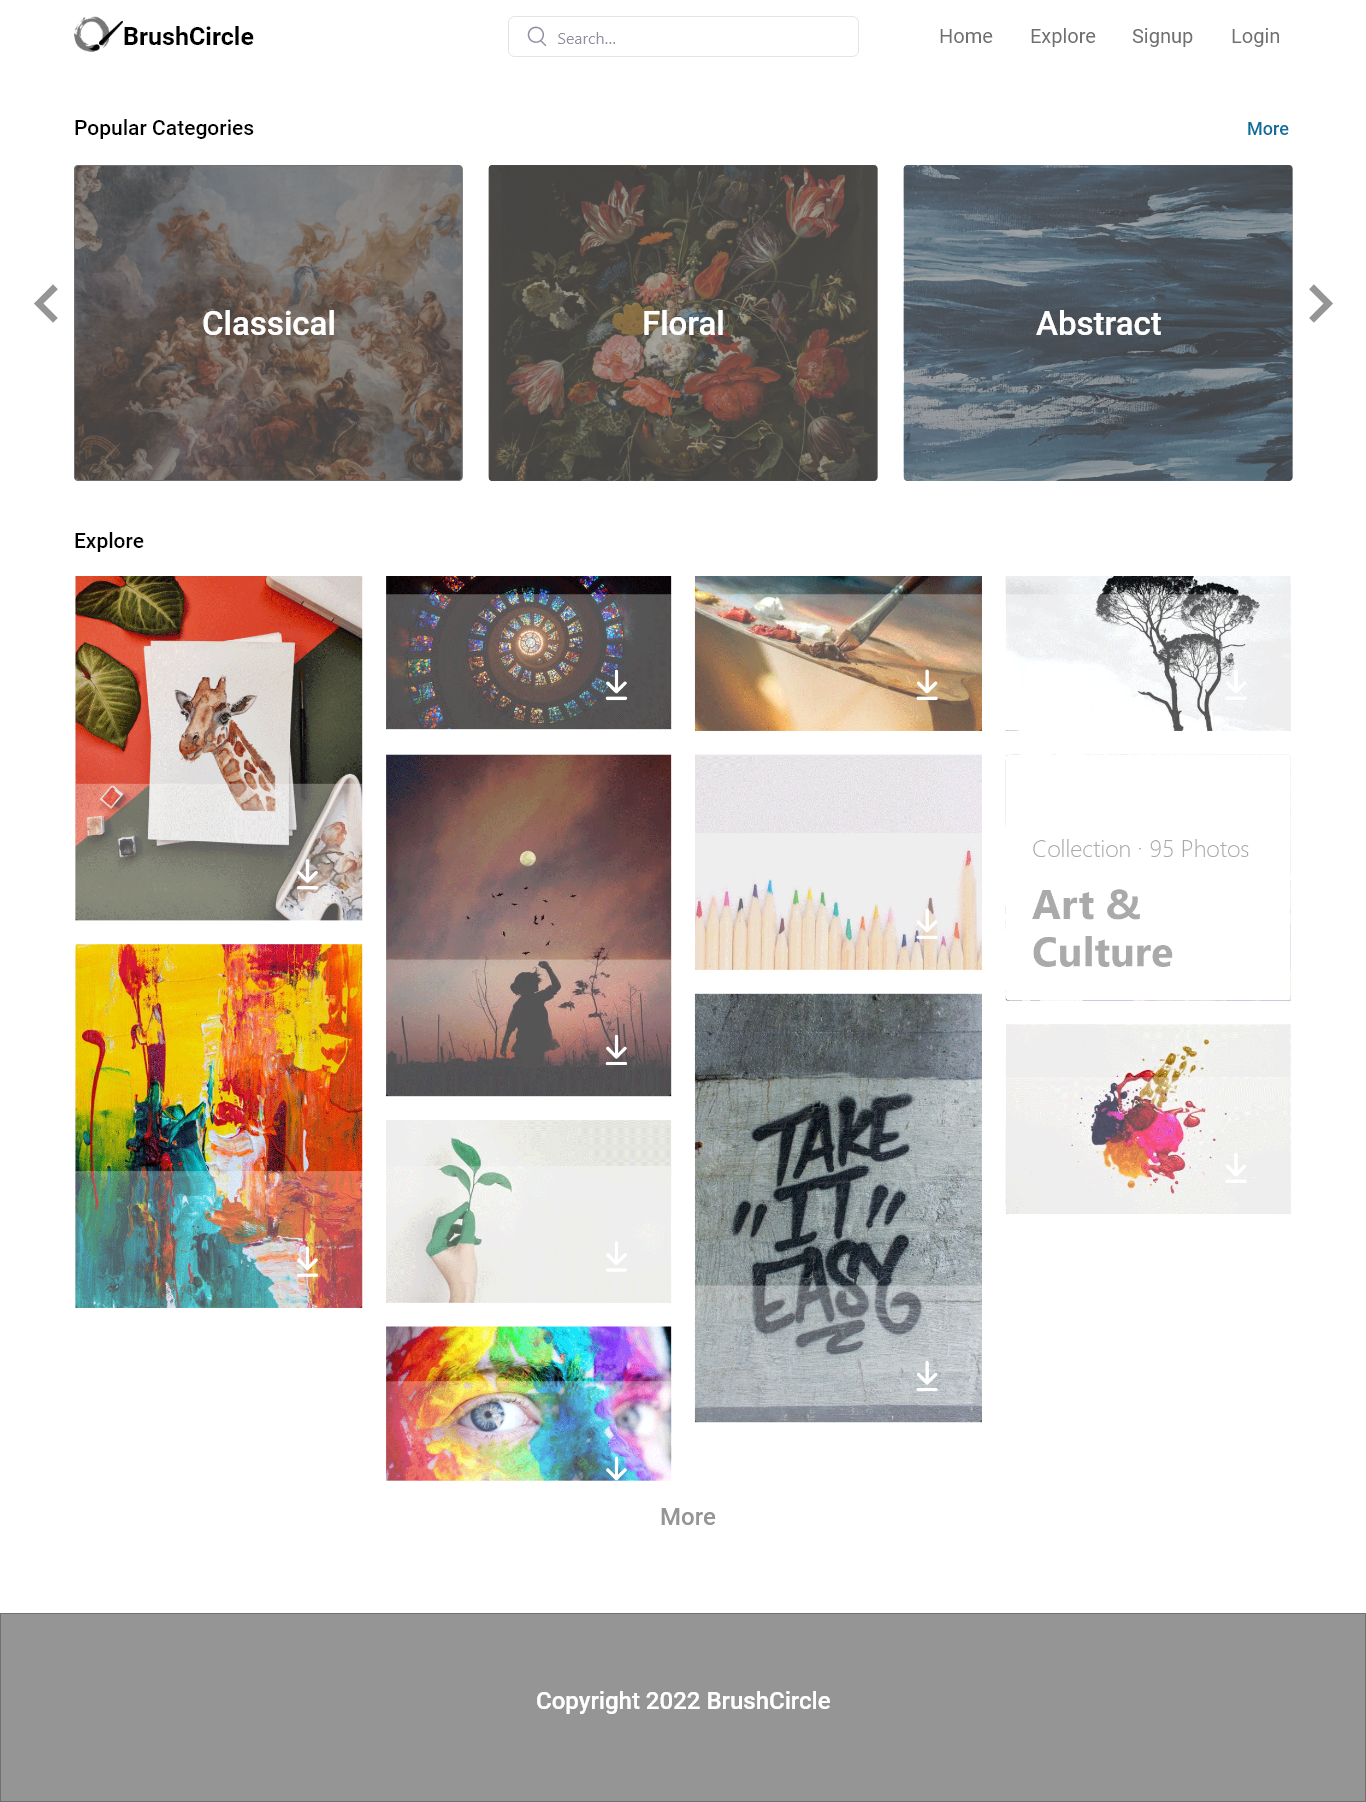 BrushCircle
Search...
Home
Explore
Signup
Login
Popular Categories
More
Classical
Floral
Abstract
Explore
Collection · 95 Photos
Art &
Culture
TAKE
"IT"
EASY
More
Copyright 2022 BrushCircle